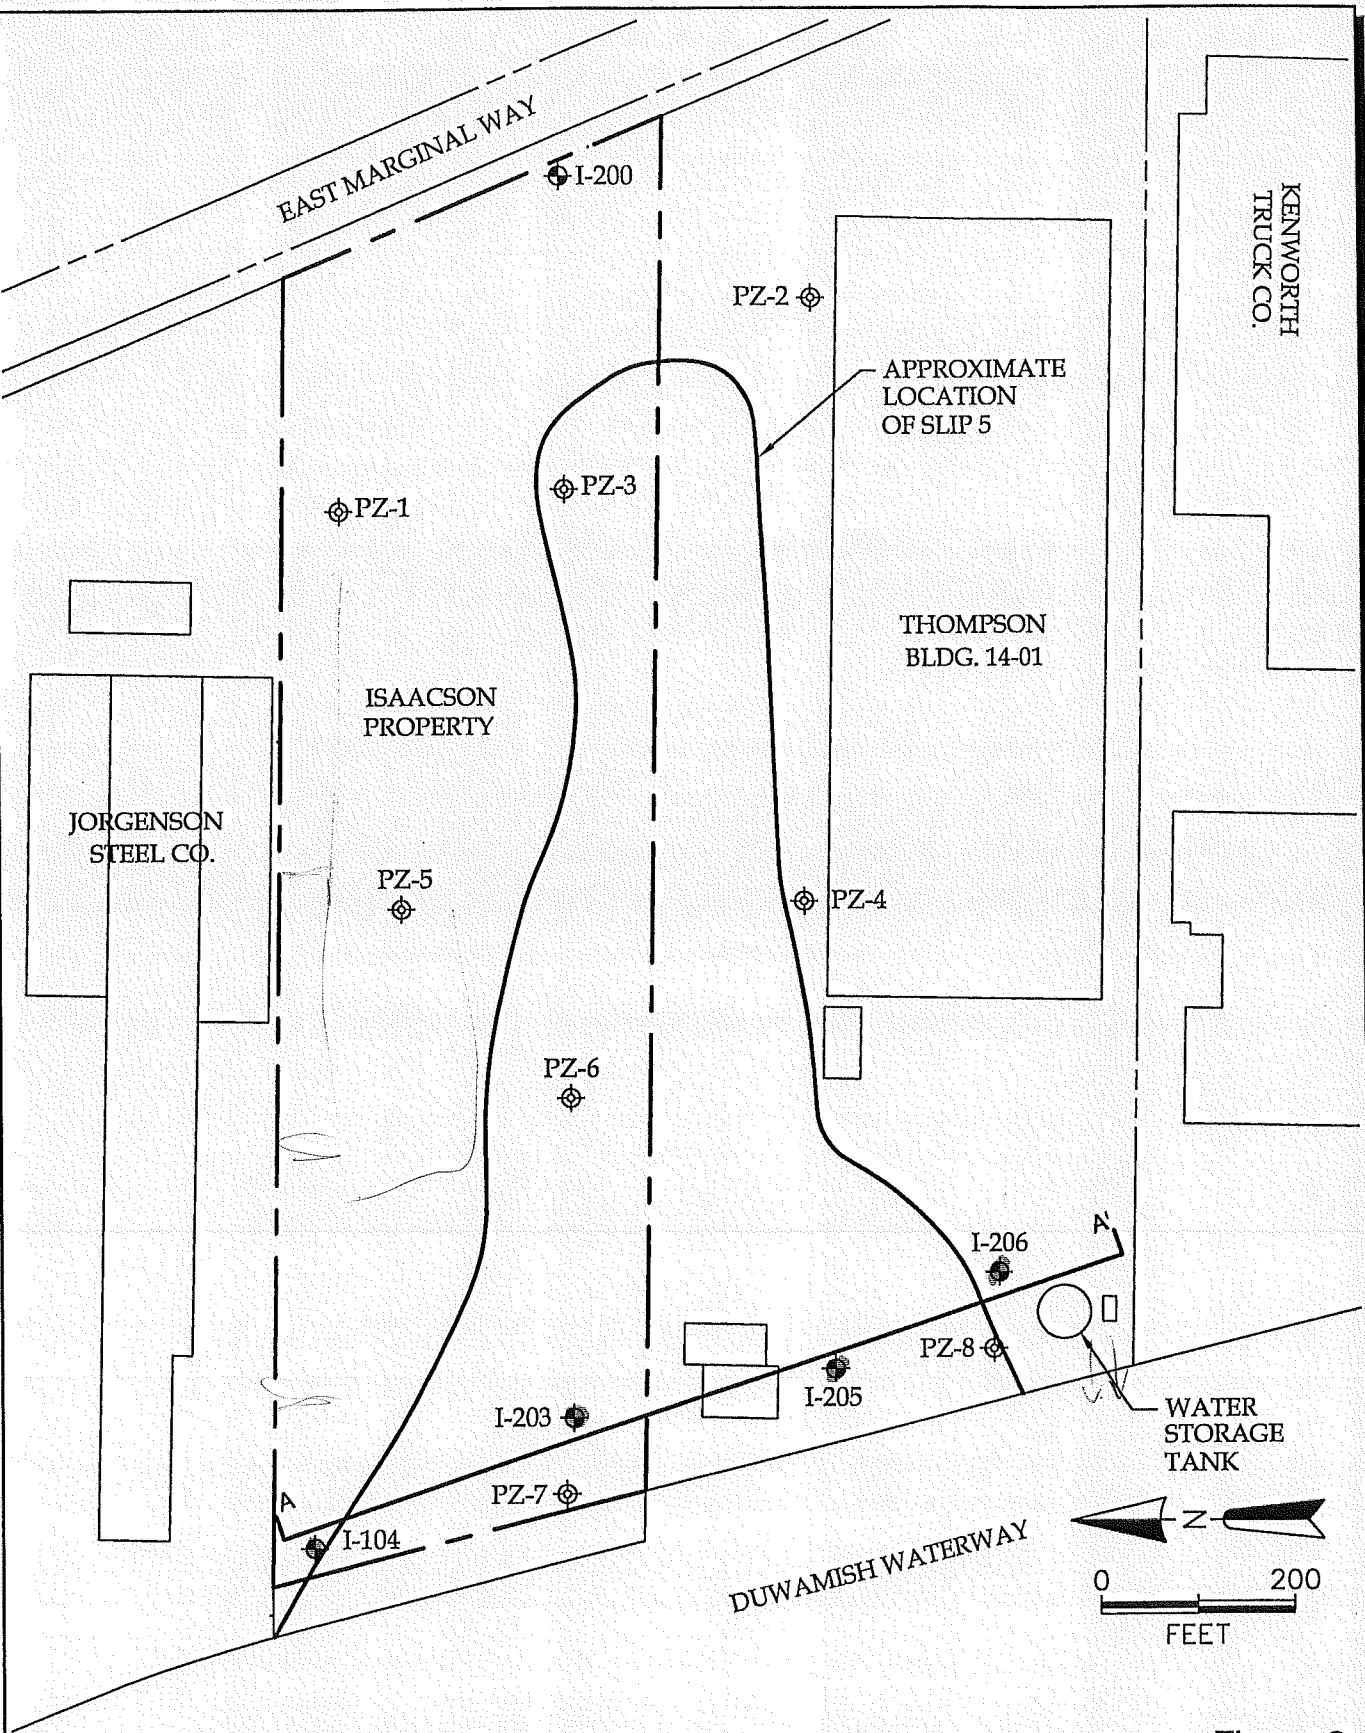 EAST MARGINAL WAY
I-200
KENWORTH
TRUCK CO.
PZ-2
APPROXIMATE
LOCATION
OF SLIP 5
PZ-3
PZ-1
THOMPSON
BLDG. 14-01
ISAACSON
PROPERTY
JORGENSON
STEEL CO.
PZ-5
PZ-4
PZ-6
A'
I-206
PZ-8
I-205
I-203
WATER
STORAGE
TANK
PZ-7
A
I-104
N
DUWAMISH WATERWAY
0 200
FEET